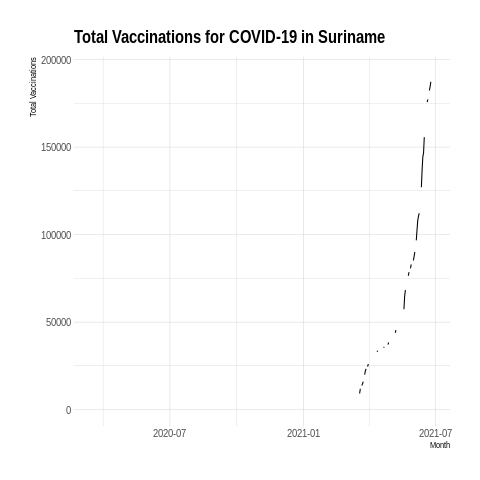 Total Vaccinations for COVID-19 in Suriname
Total Vaccinations
200000
150000
100000
50000
0
2020-07 2021-01 2021-07
Month